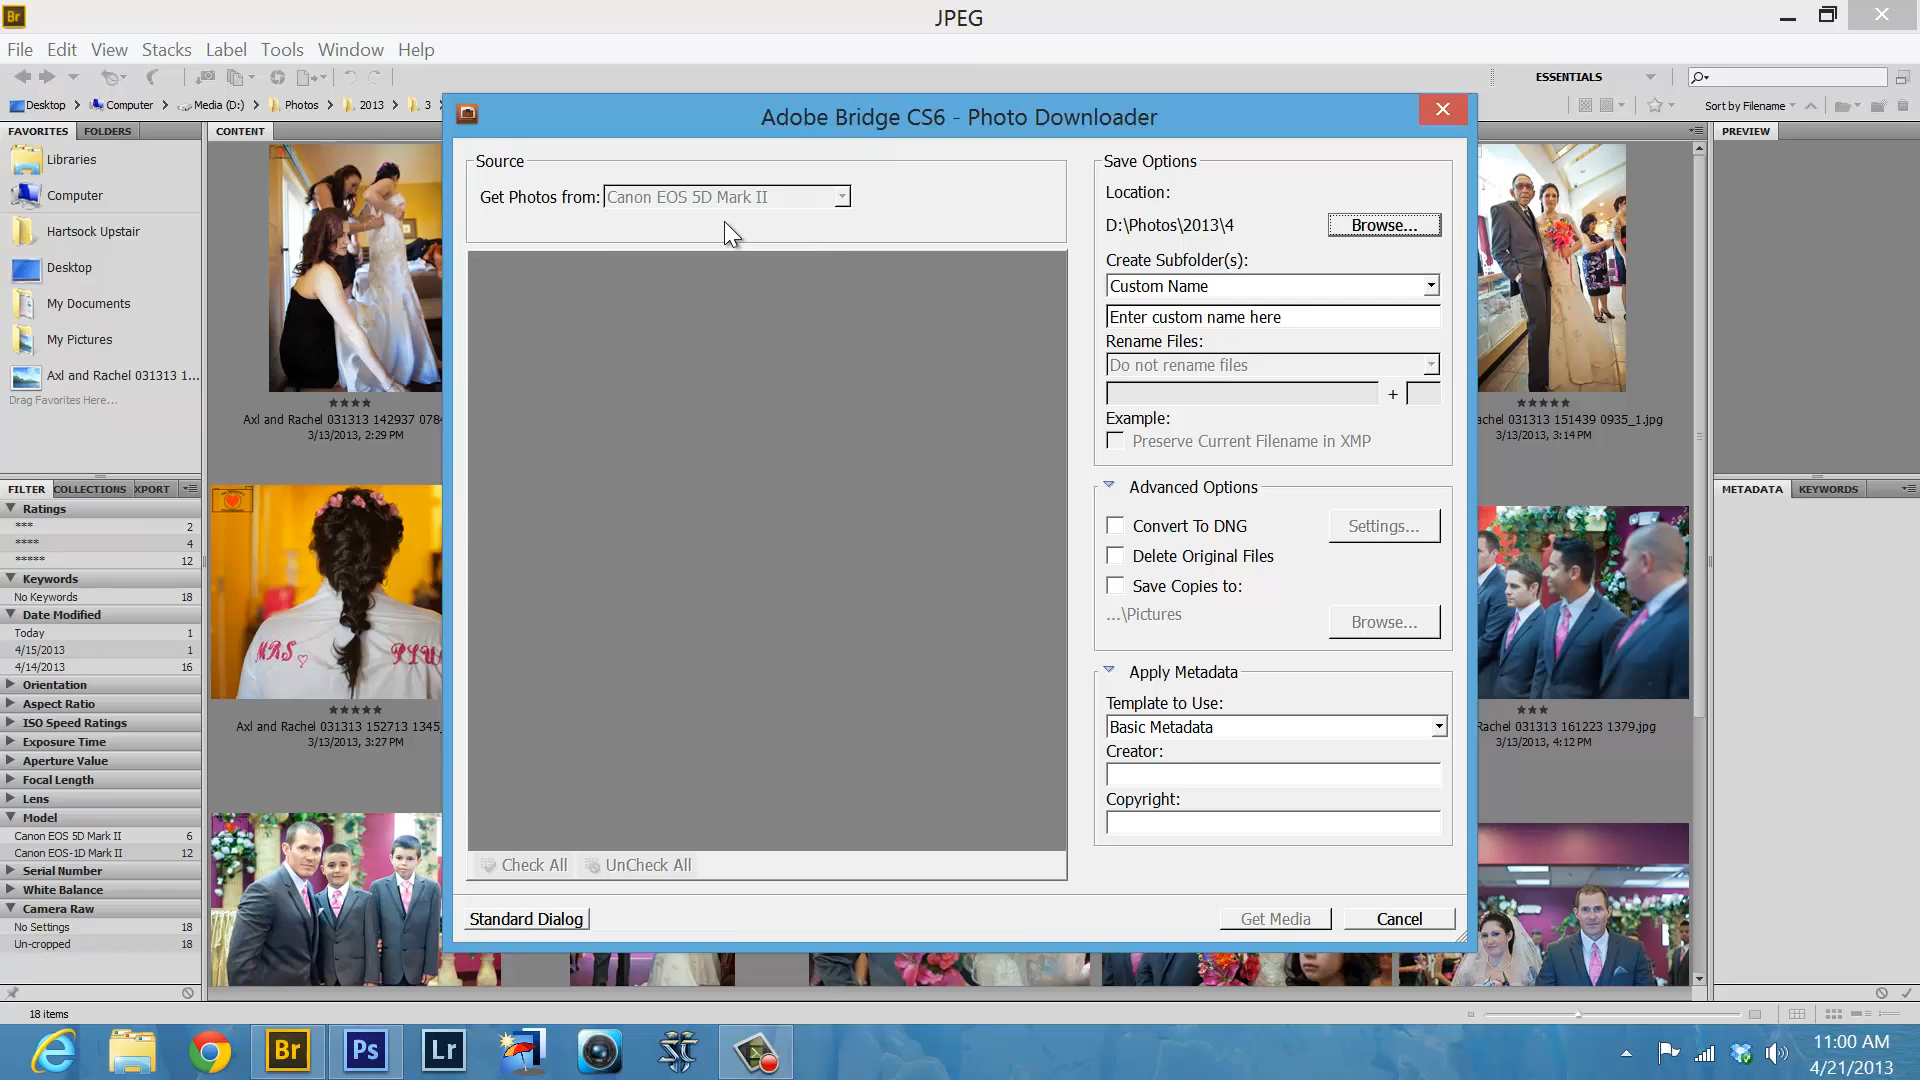 Br
JPEG
File Edit View Stacks Label Tools Window Help
ESSENTIALS
Desktop Computer Media (D:) Photos 2013 3
Sort by Filename
FAVORITES FOLDERS
CONTENT
PREVIEW
Libraries
Computer
Hartsock Upstair
Desktop
My Documents
My Pictures
Axl and Rachel 031313 1...
Drag Favorites Here...
Adobe Bridge CS6 - Photo Downloader
Source
Get Photos from: Canon EOS 5D Mark II
Check All UnCheck All
Standard Dialog
Save Options
Location:
D:\Photos\2013\4 Browse...
Create Subfolder(s):
Custom Name
Enter custom name here
Rename Files:
Do not rename files
+
Example:
Preserve Current Filename in XMP
Advanced Options
Convert To DNG Settings...
Delete Original Files
Save Copies to:
...\Pictures Browse...
Apply Metadata
Template to Use:
Basic Metadata
Creator:
Copyright:
Get Media Cancel
★★★★
Axl and Rachel 031313 142937 0784
3/13/2013, 2:29 PM
★★★★★
achel 031313 151439 0935_1.jpg
3/13/2013, 3:14 PM
MRS
★★★★★
Axl and Rachel 031313 152713 1345_
3/13/2013, 3:27 PM
★★★
Rachel 031313 161223 1379.jpg
3/13/2013, 4:12 PM
METADATA KEYWORDS
FILTER COLLECTIONS XPORT
Ratings
*** 2
**** 4
***** 12
Keywords
No Keywords 18
Date Modified
Today 1
4/15/2013 1
4/14/2013 16
Orientation
Aspect Ratio
ISO Speed Ratings
Exposure Time
Aperture Value
Focal Length
Lens
Model
Canon EOS 5D Mark II 6
Canon EOS-1D Mark II 12
Serial Number
White Balance
Camera Raw
No Settings 18
Un-cropped 18
18 items
Br Ps Lr
11:00 AM
4/21/2013